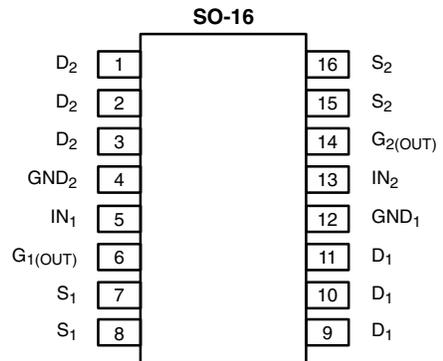 SO-16
D2 1 16 S2
D2 2 15 S2
D2 3 14 G2(OUT)
GND2 4 13 IN2
IN1 5 12 GND1
G1(OUT) 6 11 D1
S1 7 10 D1
S1 8 9 D1